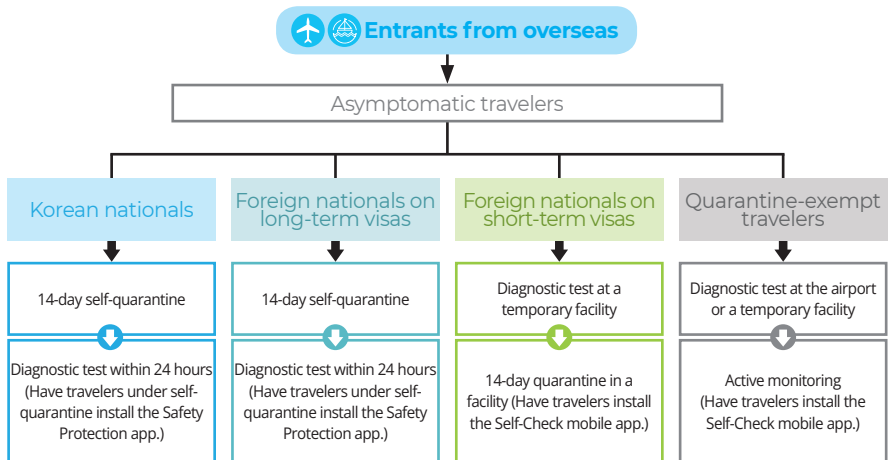 Entrants from overseas
Asymptomatic travelers
Korean nationals
14-day self-quarantine
Diagnostic test within 24 hours
(Have travelers under self-
quarantine install the Safety
Protection app.)
Foreign nationals on
long-term visas
14-day self-quarantine
Diagnostic test within 24 hours
(Have travelers under self-
quarantine install the Safety
Protection app.)
Foreign nationals on
short-term visas
Diagnostic test at a
temporary facility
14-day quarantine in a
facility (Have travelers install
the Self-Check mobile app.)
Quarantine-exempt
travelers
Diagnostic test at the airport
or a temporary facility
Active monitoring
(Have travelers install the
Self-Check mobile app.)